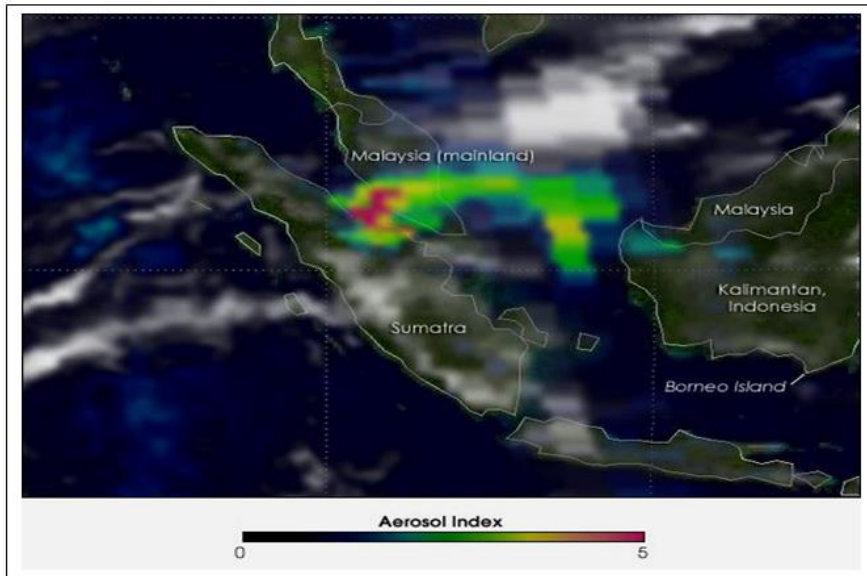 Malaysia (mainland)
Malaysia
Kalimantan,
Indonesia
Sumatra
Borneo Island
Aerosol Index
0
5